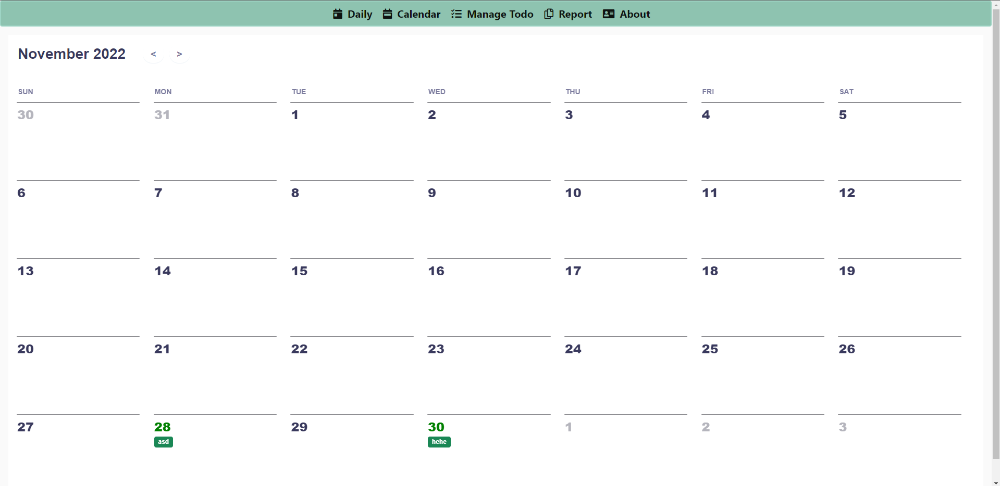 Daily Calendar Manage Todo Report About
November 2022 < >
SUN MON TUE WED THU FRI SAT
30 31 1 2 3 4 5
6 7 8 9 10 11 12
13 14 15 16 17 18 19
20 21 22 23 24 25 26
27 28 29 30 1 2 3
asd hehe